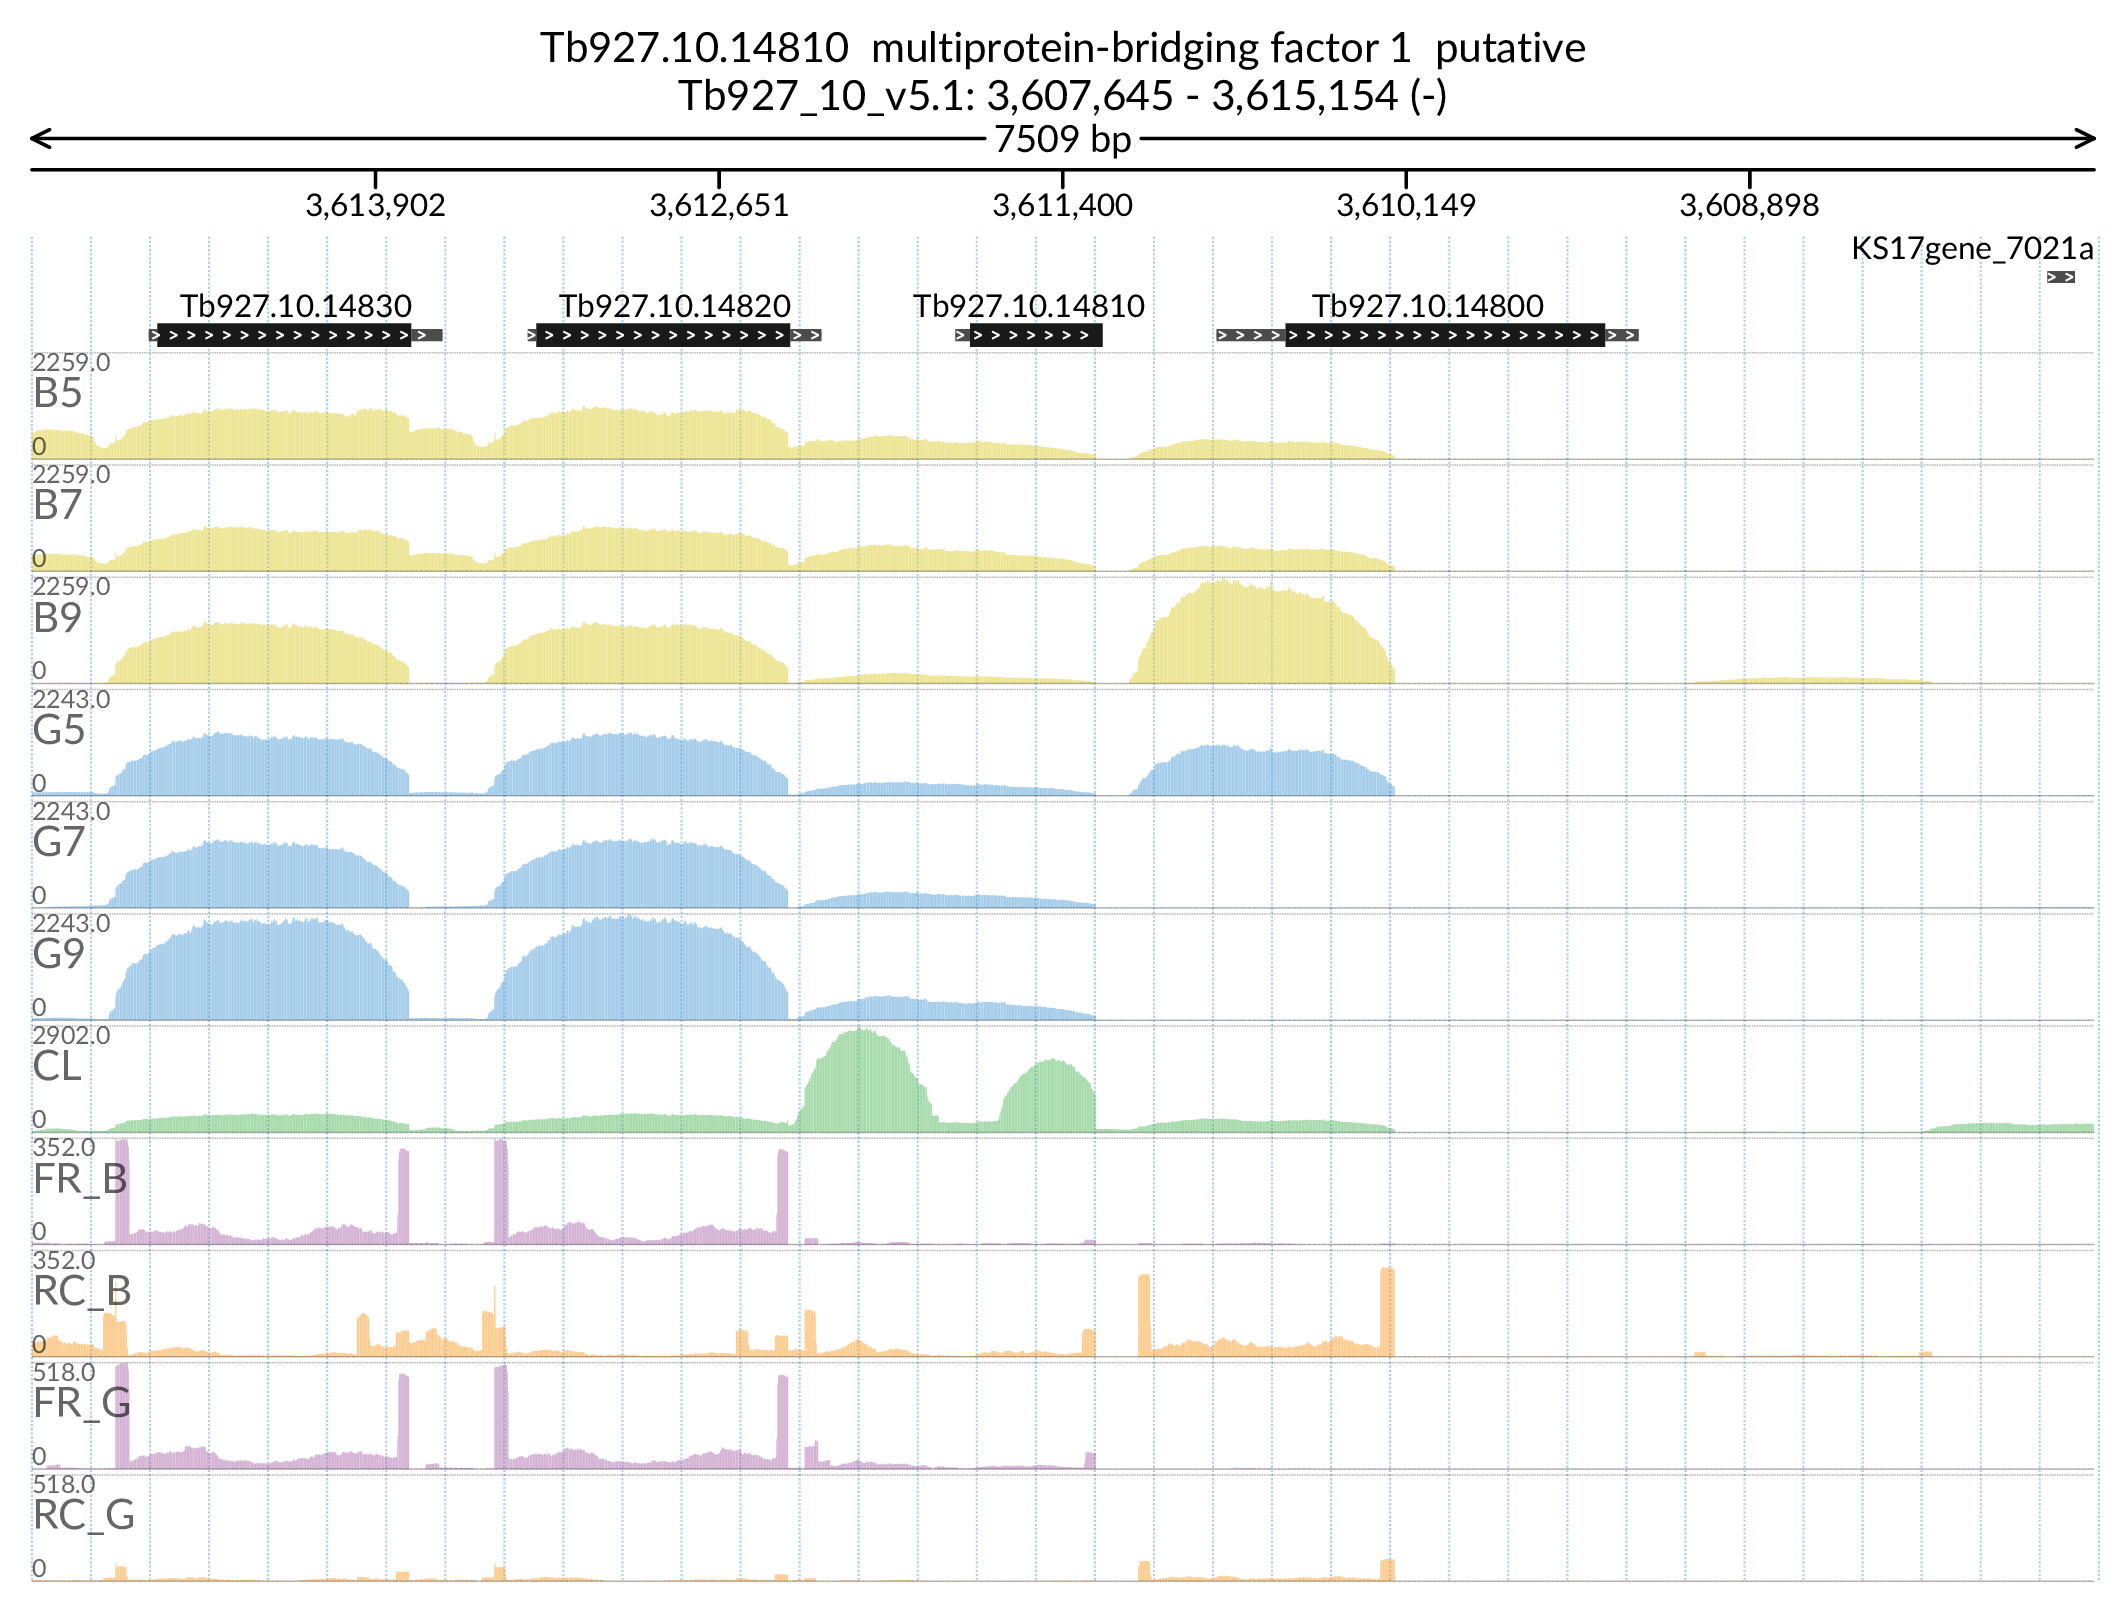 Tb927.10.14810  multiprotein-bridging factor 1  putative
Tb927_10_v5.1: 3,607,645 - 3,615,154 (-)
7509 bp
3,613,902 3,612,651 3,611,400 3,610,149 3,608,898
KS17gene_7021a
Tb927.10.14830 Tb927.10.14820 Tb927.10.14810 Tb927.10.14800
2259.0
B5
0
2259.0
B7
0
2259.0
B9
0
2243.0
G5
0
2243.0
G7
0
2243.0
G9
0
2902.0
CL
0
352.0
FR_B
0
352.0
RC_B
0
518.0
FR_G
0
518.0
RC_G
0